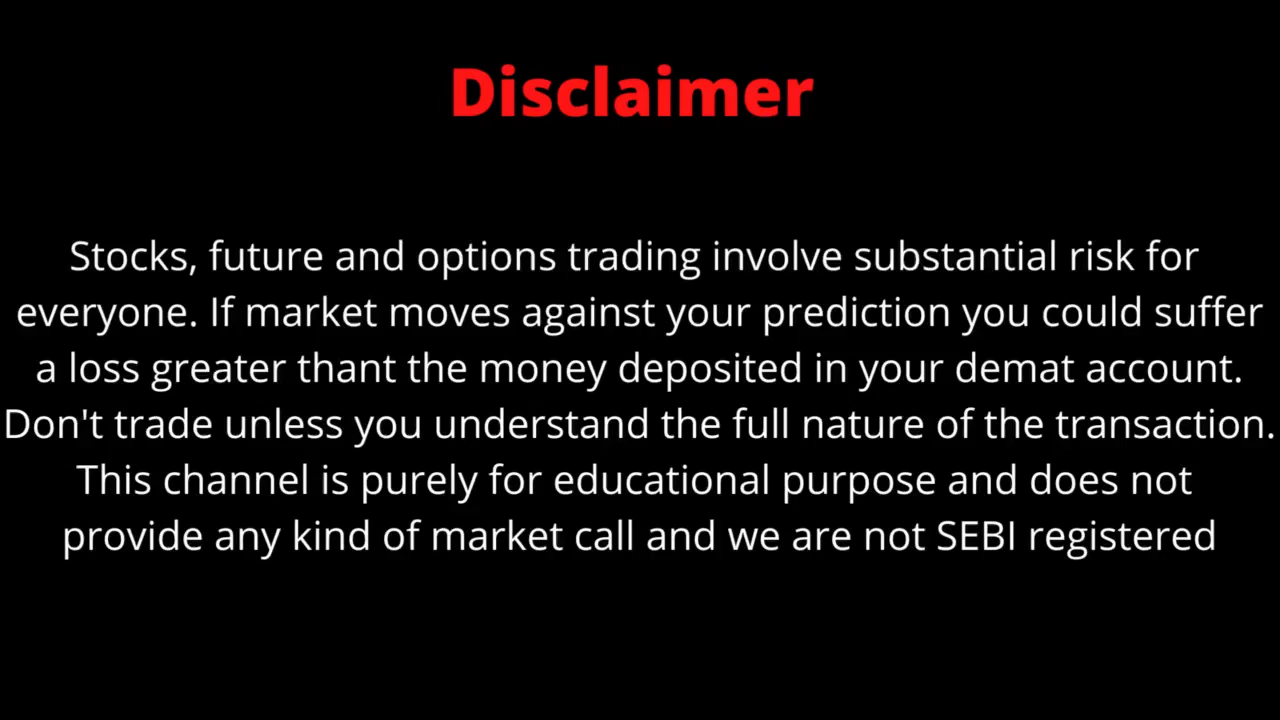 Disclaimer
Stocks, future and options trading involve substantial risk for
everyone. If market moves against your prediction you could suffer
a loss greater thant the money deposited in your demat account.
Don't trade unless you understand the full nature of the transaction.
This channel is purely for educational purpose and does not
provide any kind of market call and we are not SEBI registered